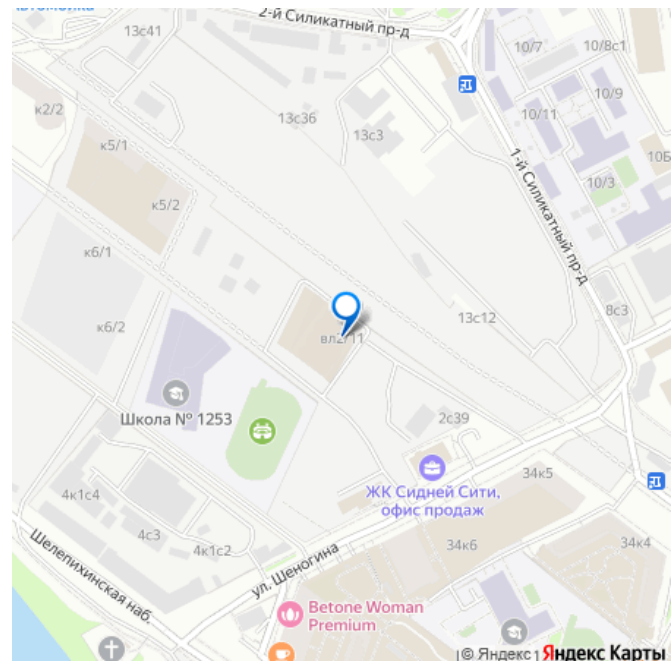 2-й Силикатный пр-д
13с41
10/7
10/8с1
к2/2
10/9
13с36
10/11
13с3
к5/1
10Б
1-й Силикатный пр-д
10/3
к5/2
к6/1
8с3
13с12
вл2/11
к6/2
Школа № 1253
2с39
ЖК Сидней Сити,
офис продаж
34к5
4к1с4
4с3
4к1с2
34к6
34к4
Шелепихинская наб.
ул. Шеногина
Betone Woman
Premium
© Яндекс Яндекс Карты